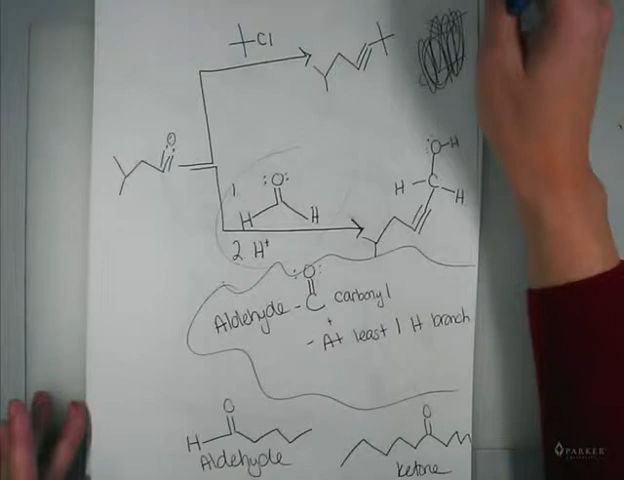 Cl
:O:
O-H
H C H
1 :O:
H H
2 H+
:O:
Aldehyde - C carbonyl
+
- At least 1 H branch
O O
H
Aldehyde ketone
PARKER